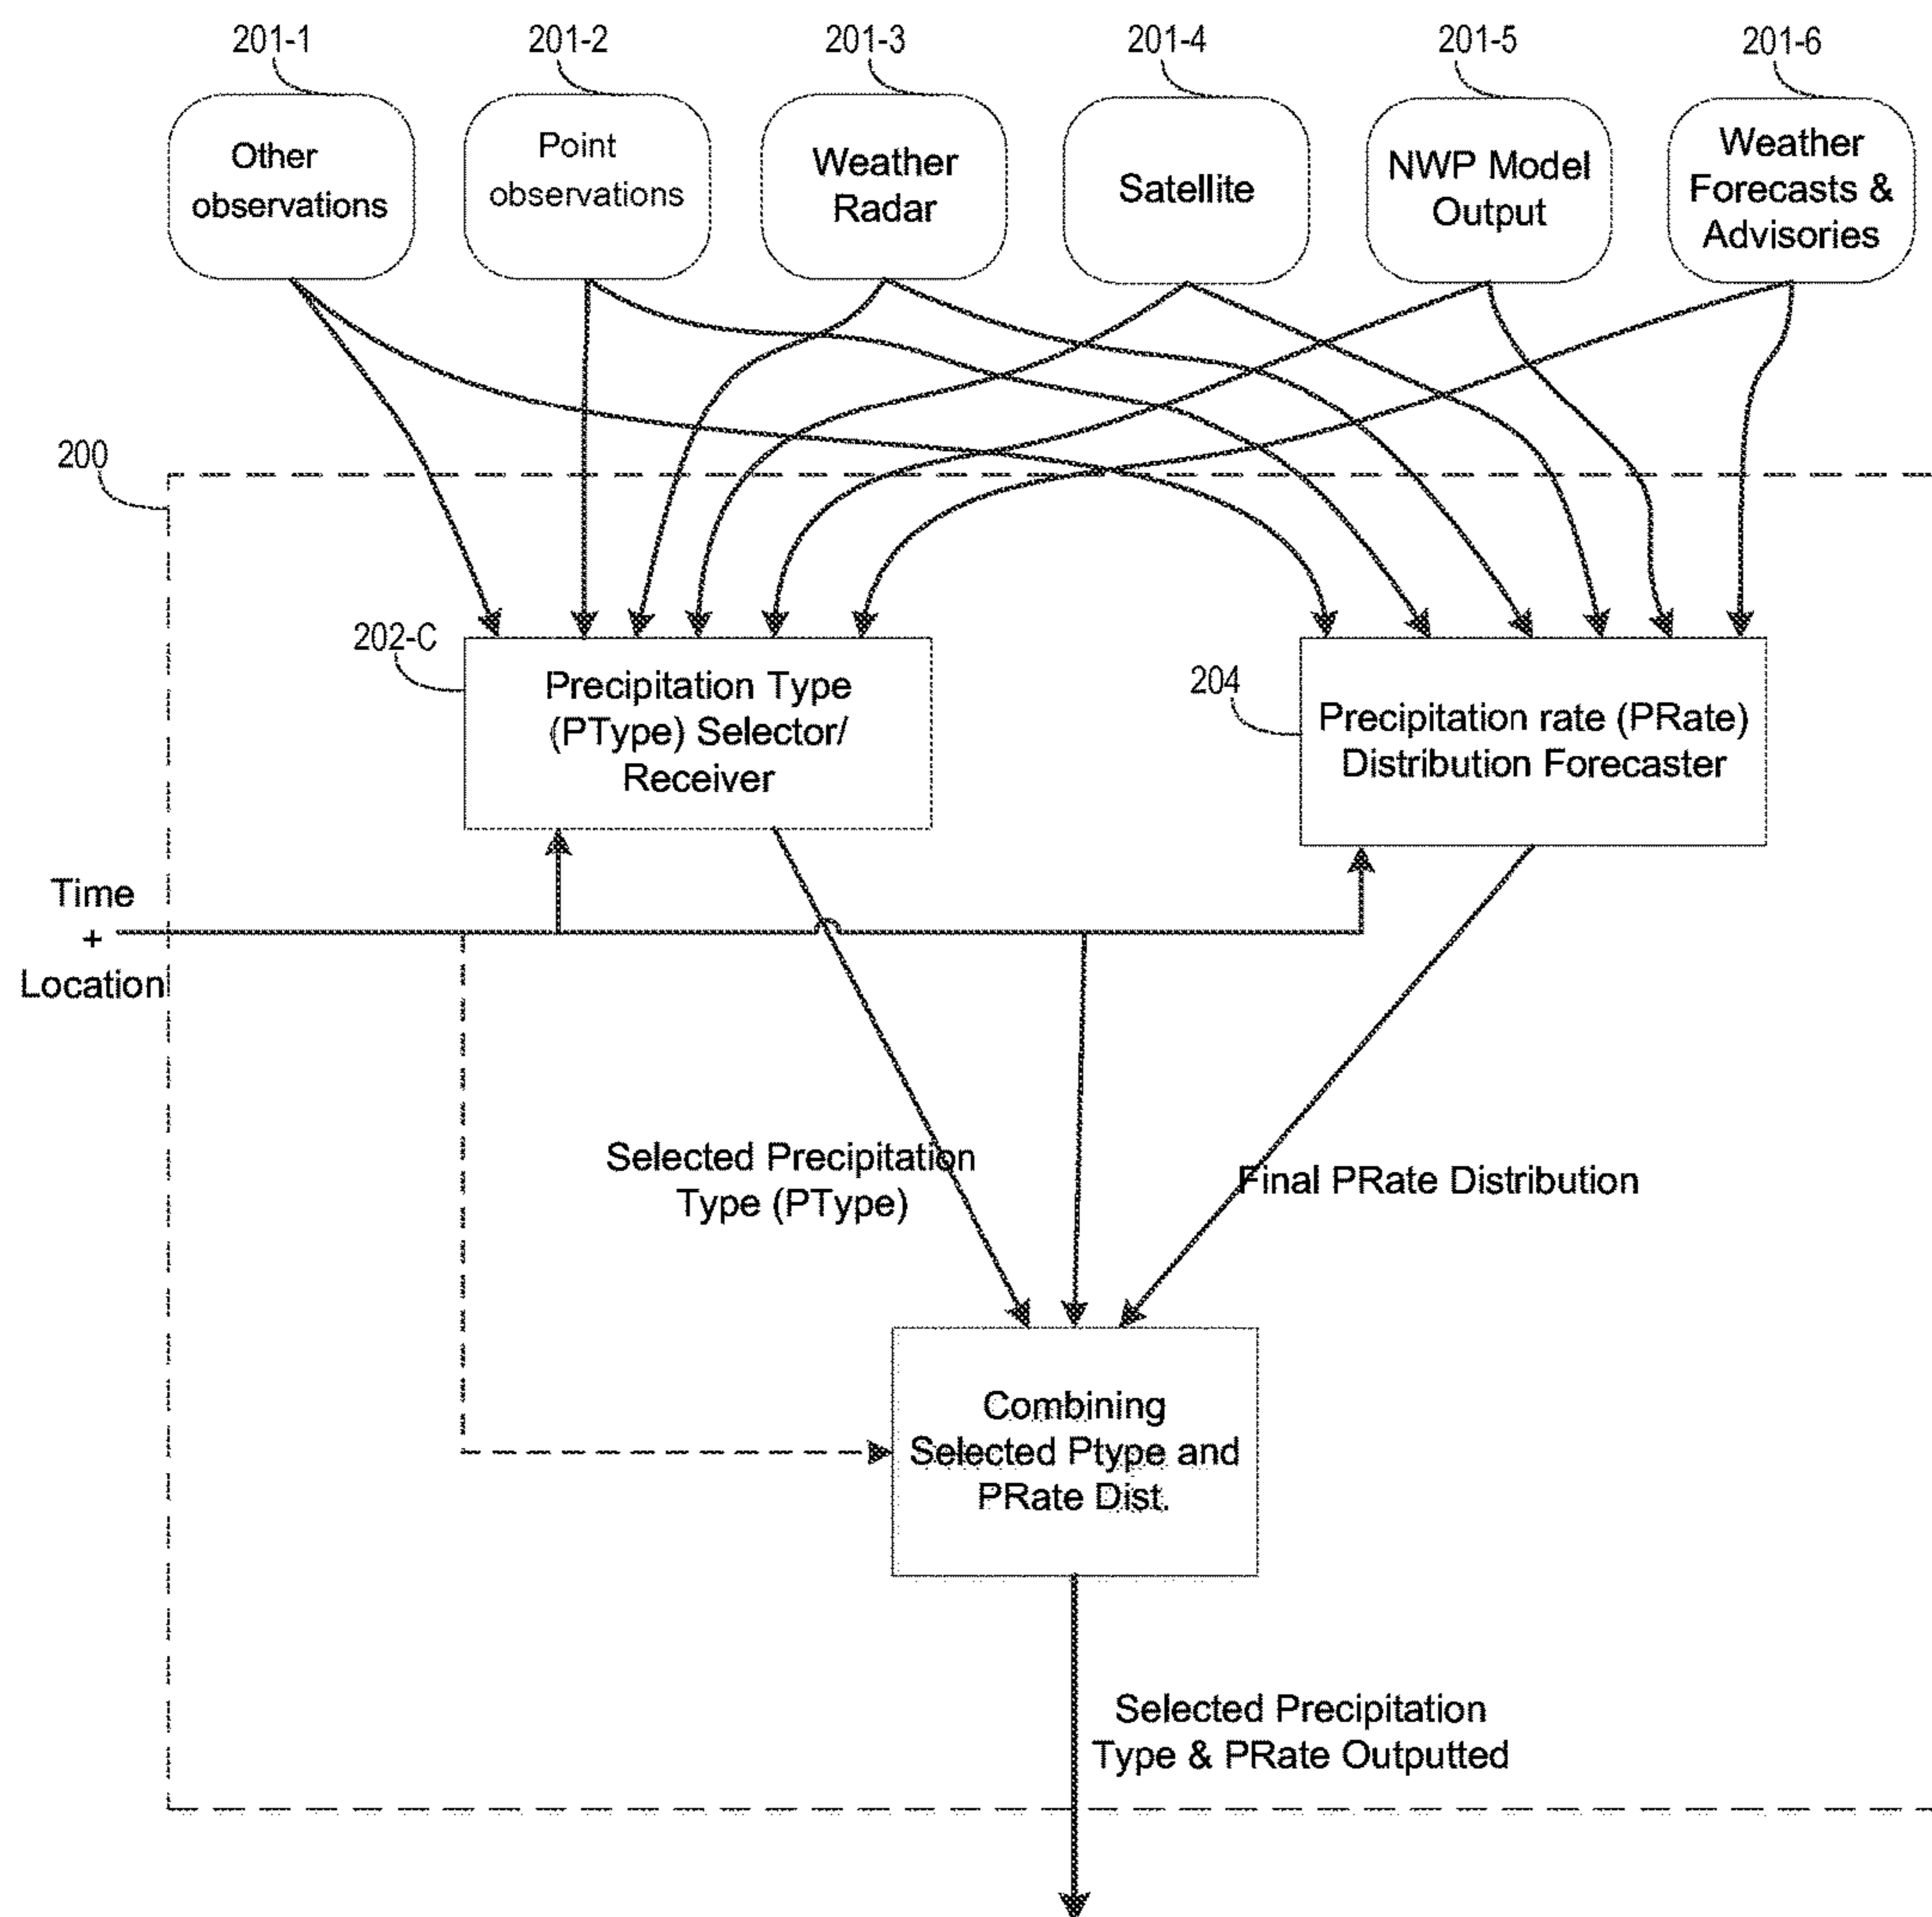 201-1
201-2
201-3
201-4
201-5
201-6
Other
observations
Point
observations
Weather
Radar
Satellite
NWP Model
Output
Weather
Forecasts &
Advisories
200
202-C
Precipitation Type
(PType) Selector/
Receiver
204
Precipitation rate (PRate)
Distribution Forecaster
Time
+
Location
Selected Precipitation
Type (PType)
Final PRate Distribution
Combining
Selected Ptype and
PRate Dist.
Selected Precipitation
Type & PRate Outputted